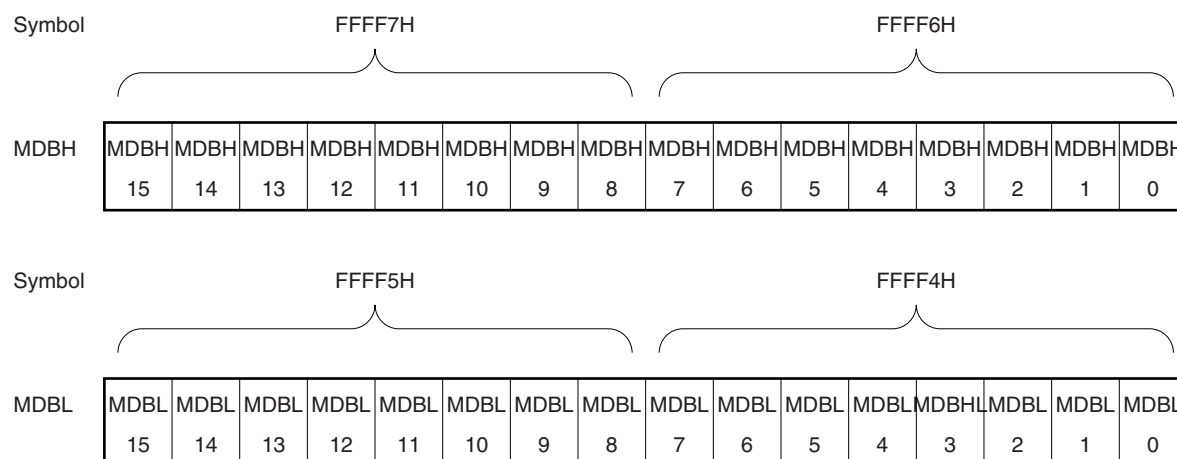 Symbol FFFF7H FFFF6H
MDBH MDBH MDBH MDBH MDBH MDBH MDBH MDBH MDBH MDBH MDBH MDBH MDBH MDBH MDBH MDBH MDBH
15 14 13 12 11 10 9 8 7 6 5 4 3 2 1 0
Symbol FFFF5H FFFF4H
MDBL MDBL MDBL MDBL MDBL MDBL MDBL MDBL MDBL MDBL MDBL MDBL MDBL MDBHL MDBL MDBL MDBL
15 14 13 12 11 10 9 8 7 6 5 4 3 2 1 0